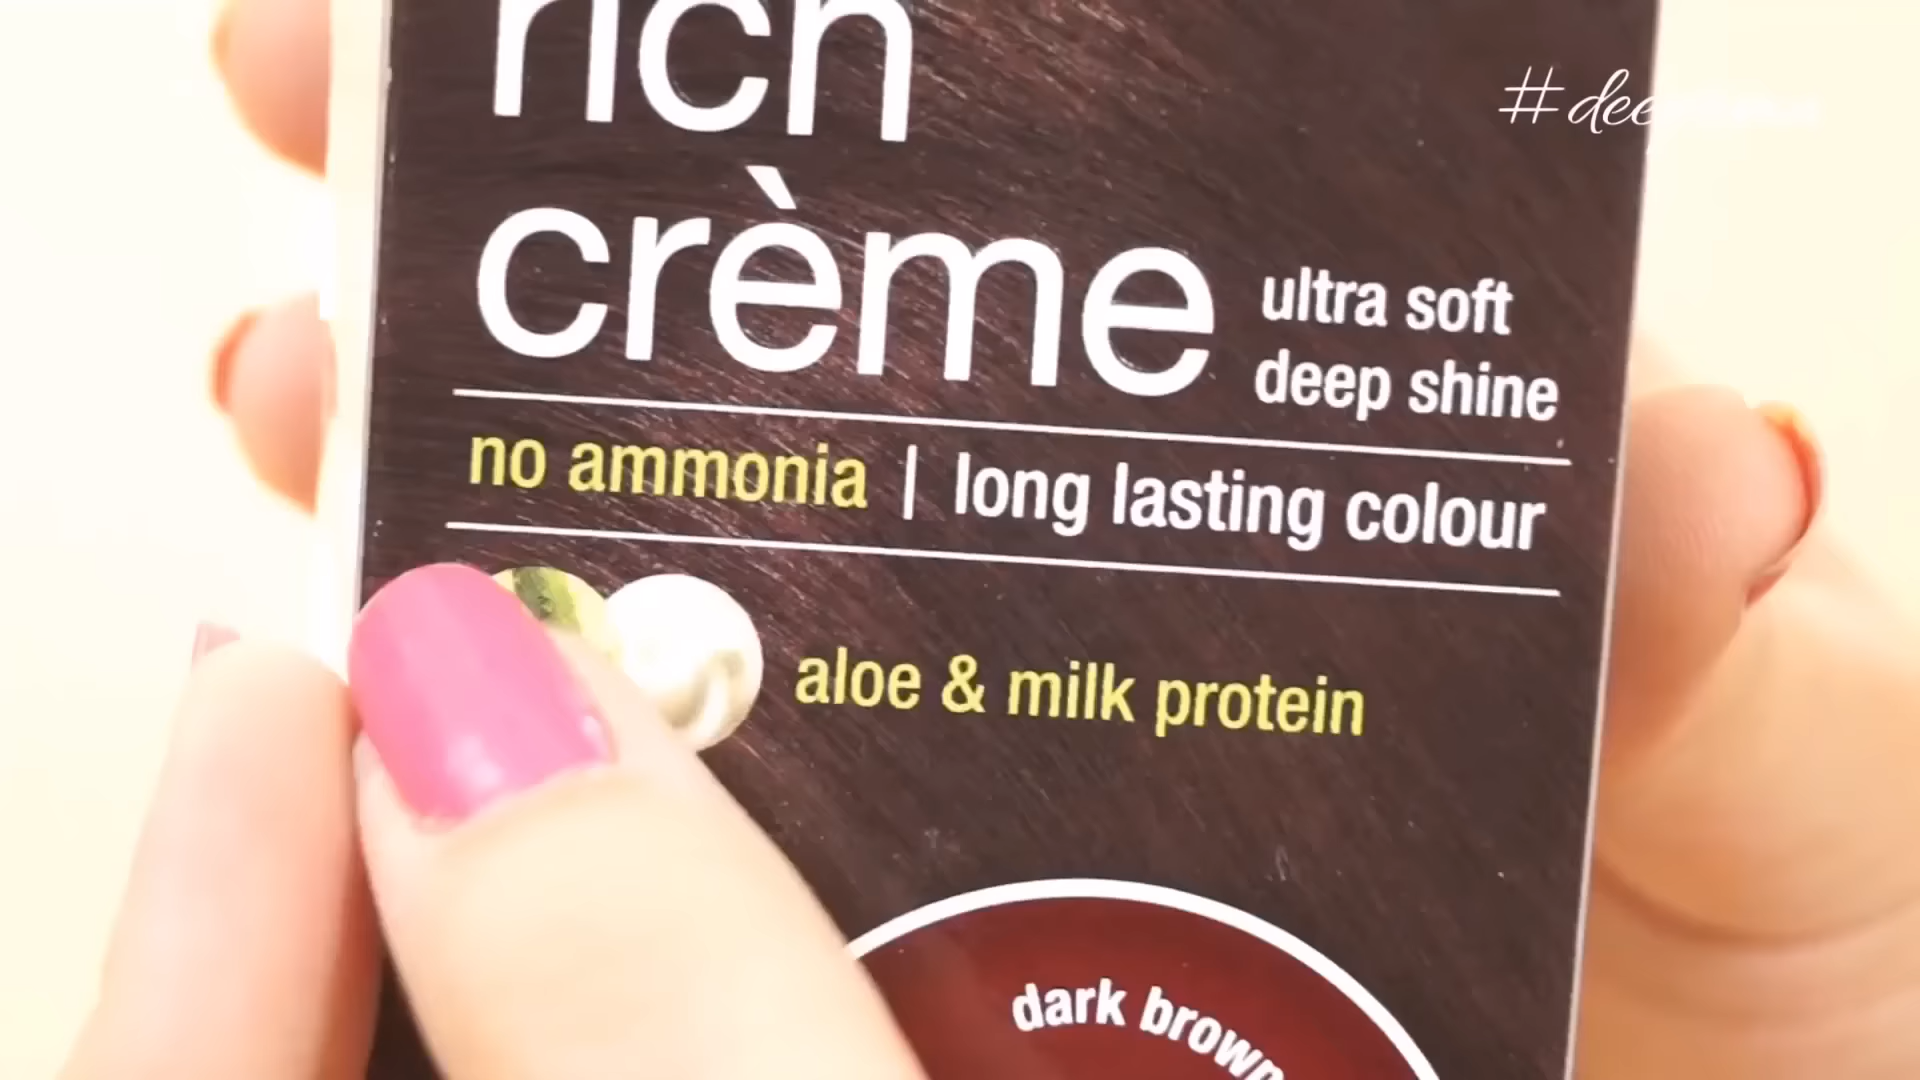 rich
crème
ultra soft
deep shine
no ammonia | long lasting colour
aloe & milk protein
dark brown